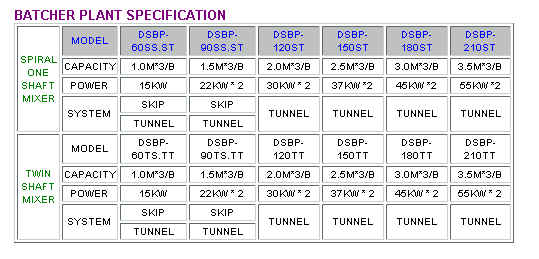 BATCHER PLANT SPECIFICATION
SPIRAL ONE SHAFT MIXER
MODEL DSBP-60SS.ST DSBP-90SS.ST DSBP-120ST DSBP-150ST DSBP-180ST DSBP-210ST
CAPACITY 1.0M*3/B 1.5M*3/B 2.0M*3/B 2.5M*3/B 3.0M*3/B 3.5M*3/B
POWER 15KW 22KW * 2 30KW * 2 37KW * 2 45KW * 2 55KW * 2
SYSTEM SKIP SKIP TUNNEL TUNNEL TUNNEL TUNNEL
TUNNEL TUNNEL
TWIN SHAFT MIXER
MODEL DSBP-60TS.TT DSBP-90TS.TT DSBP-120TT DSBP-150TT DSBP-180TT DSBP-210TT
CAPACITY 1.0M*3/B 1.5M*3/B 2.0M*3/B 2.5M*3/B 3.0M*3/B 3.5M*3/B
POWER 15KW 22KW * 2 30KW * 2 37KW * 2 45KW * 2 55KW * 2
SYSTEM SKIP SKIP TUNNEL TUNNEL TUNNEL TUNNEL
TUNNEL TUNNEL